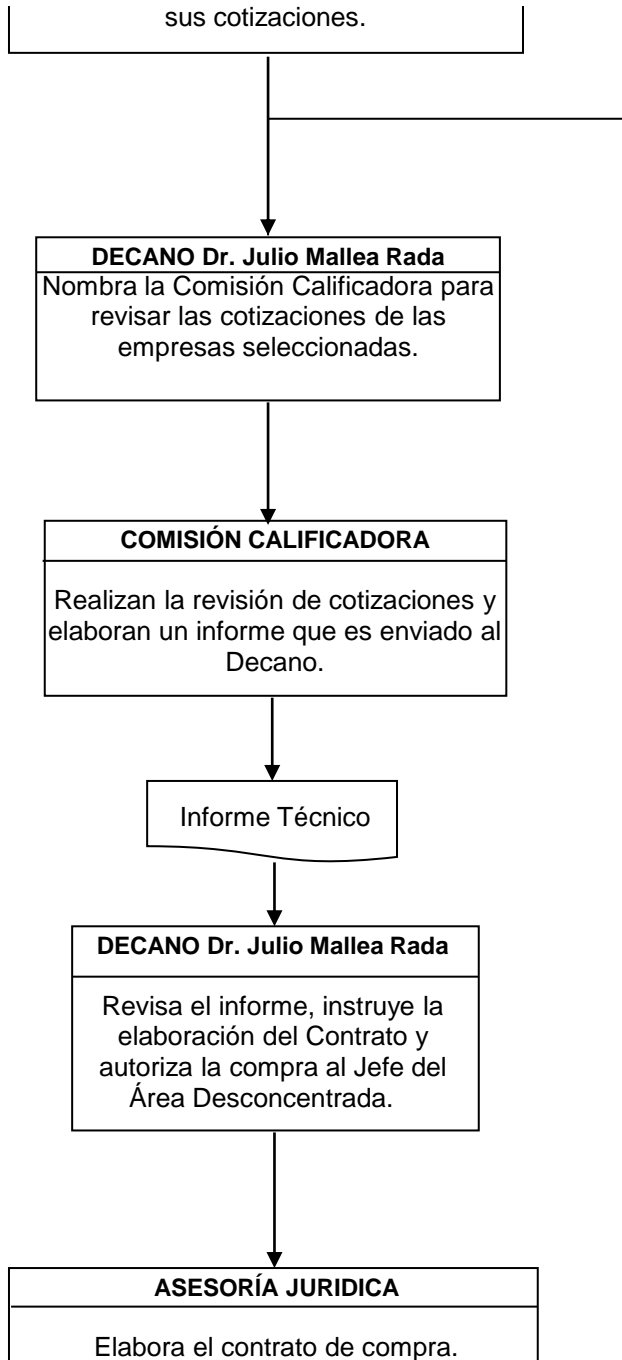 sus cotizaciones.
DECANO Dr. Julio Mallea Rada
Nombra la Comisión Calificadora para
revisar las cotizaciones de las
empresas seleccionadas.
COMISIÓN CALIFICADORA
Realizan la revisión de cotizaciones y
elaboran un informe que es enviado al
Decano.
Informe Técnico
DECANO Dr. Julio Mallea Rada
Revisa el informe, instruye la
elaboración del Contrato y
autoriza la compra al Jefe del
Área Desconcentrada.
ASESORÍA JURIDICA
Elabora el contrato de compra.